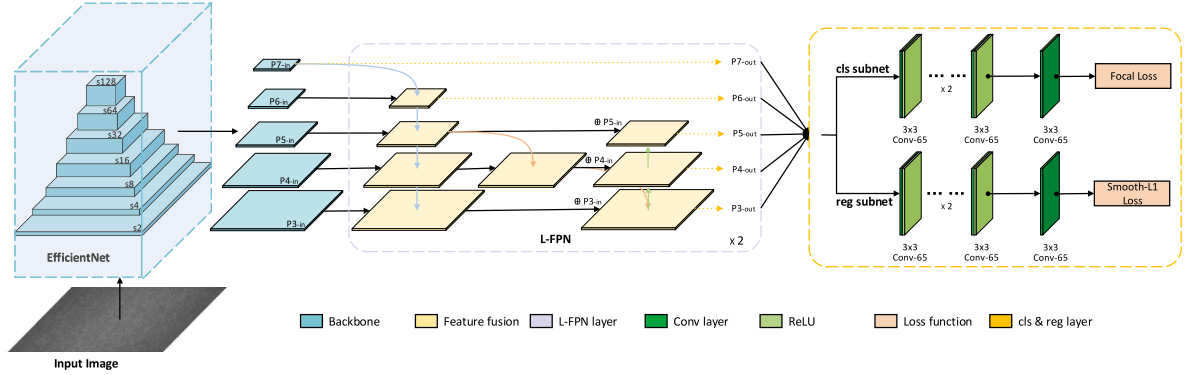 s128
s64
s32
s16
s8
s4
s2
EfficientNet
Input Image
P7-in
P6-in
P5-in
P4-in
P3-in
⊕ P5-in
⊕ P4-in
⊕ P3-in
L-FPN
x 2
P7-out
P6-out
P5-out
P4-out
P3-out
cls subnet
x 2
3x3
Conv-65
3x3
Conv-65
3x3
Conv-65
Focal Loss
reg subnet
x 2
3x3
Conv-65
3x3
Conv-65
3x3
Conv-65
Smooth-L1
Loss
Backbone
Feature fusion
L-FPN layer
Conv layer
ReLU
Loss function
cls & reg layer